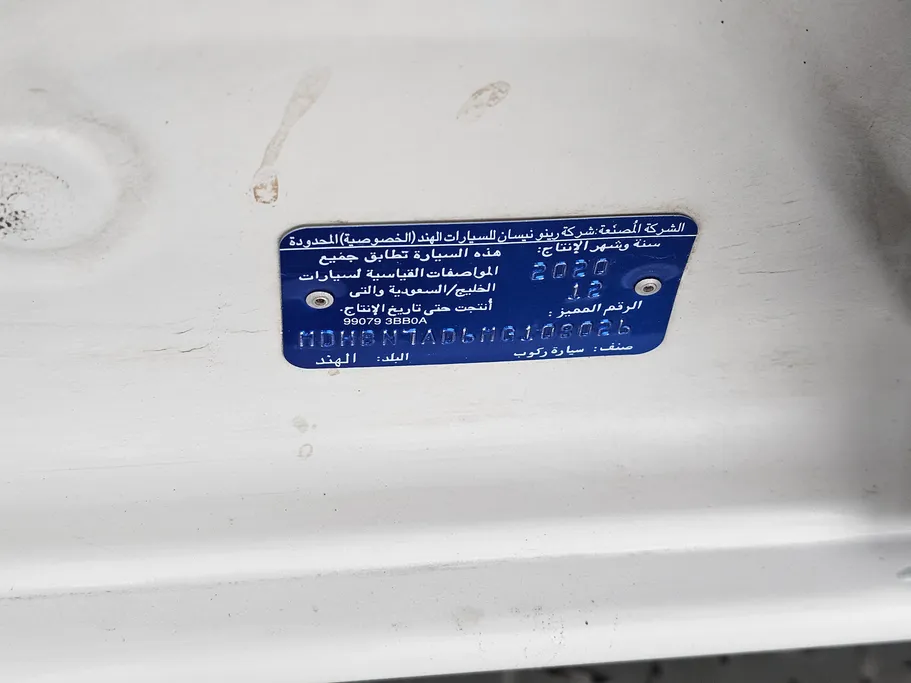 الشركة المصنعة: شركة رينو نيسان للسيارات الهند (الخصوصية) المحدودة
سنة وشهر الإنتاج:
2020
12
الرقم المميز:
هذه السيارة تطابق جميع
المواصفات القياسية لسيارات
الخليج/السعودية والتى
أنتجت حتى تاريخ الإنتاج.
99079 3BB0A
MDHBN7AD6MG108026
صنف: سيارة ركوب البلد: الهند